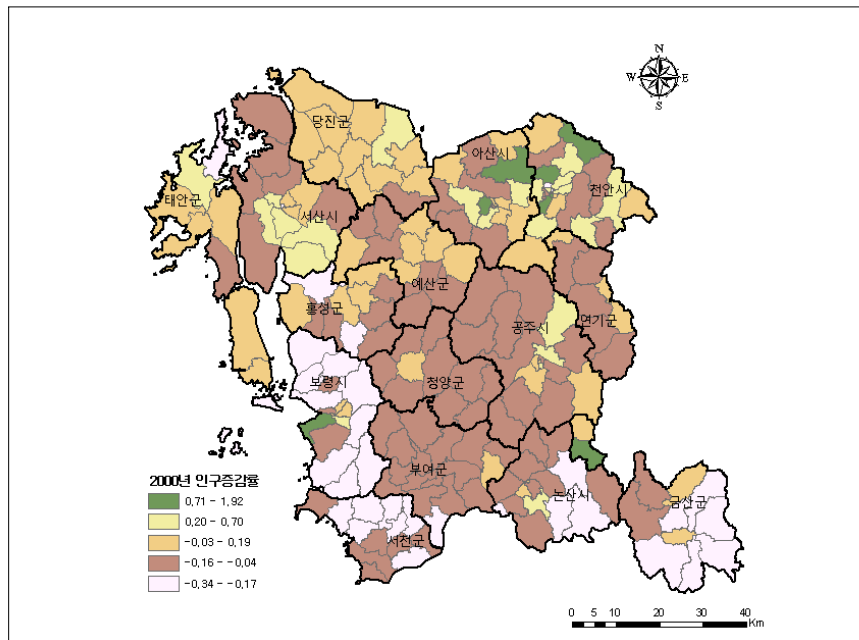 N
W E
S
당진군
아산시
천안시
태안군
서산시
예산군
홍성군
공주시
연기군
보령시
청양군
부여군
논산시
금산군
서천군
2000년 인구증감률
0.71 - 1.92
0.20 - 0.70
-0.03 - 0.19
-0.16 - -0.04
-0.34 - -0.17
0 5 10 20 30 40
Km